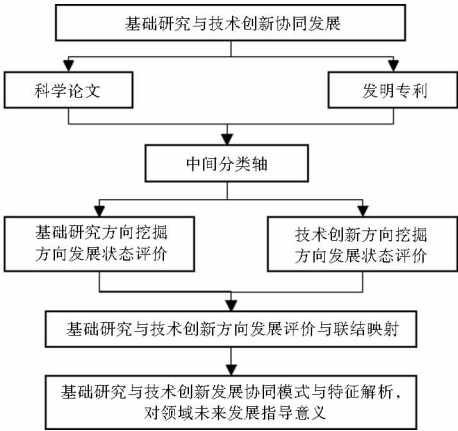 基础研究与技术创新协同发展
科学论文
发明专利
中间分类轴
基础研究方向挖掘
方向发展状态评价
技术创新方向挖掘
方向发展状态评价
基础研究与技术创新方向发展评价与联结映射
基础研究与技术创新发展协同模式与特征解析，
对领域未来发展指导意义